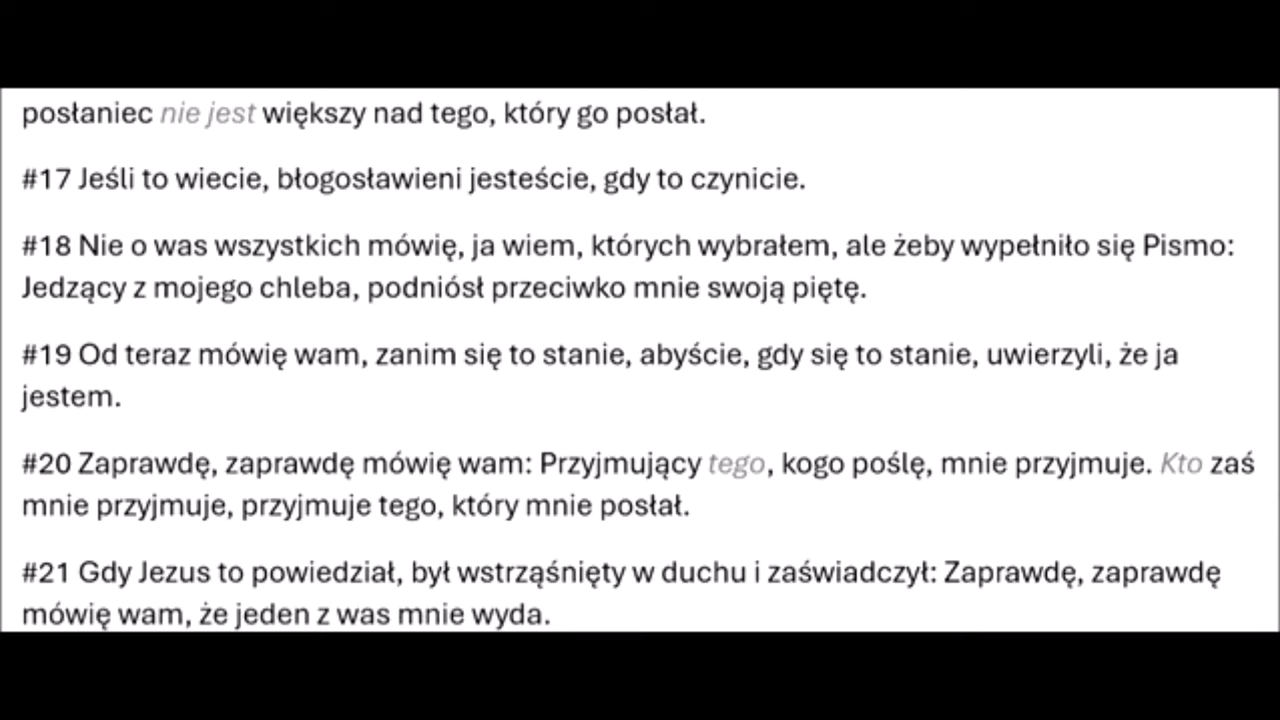 posłaniec nie jest większy nad tego, który go posłał.
#17 Jeśli to wiecie, błogosławieni jesteście, gdy to czynicie.
#18 Nie o was wszystkich mówię, ja wiem, których wybrałem, ale żeby wypełniło się Pismo:
Jedzący z mojego chleba, podniósł przeciwko mnie swoją piętę.
#19 Od teraz mówię wam, zanim się to stanie, abyście, gdy się to stanie, uwierzyli, że ja
jestem.
#20 Zaprawdę, zaprawdę mówię wam: Przyjmujący tego, kogo poślę, mnie przyjmuje. Kto zaś
mnie przyjmuje, przyjmuje tego, który mnie posłał.
#21 Gdy Jezus to powiedział, był wstrząśnięty w duchu i zaświadczył: Zaprawdę, zaprawdę
mówię wam, że jeden z was mnie wyda.